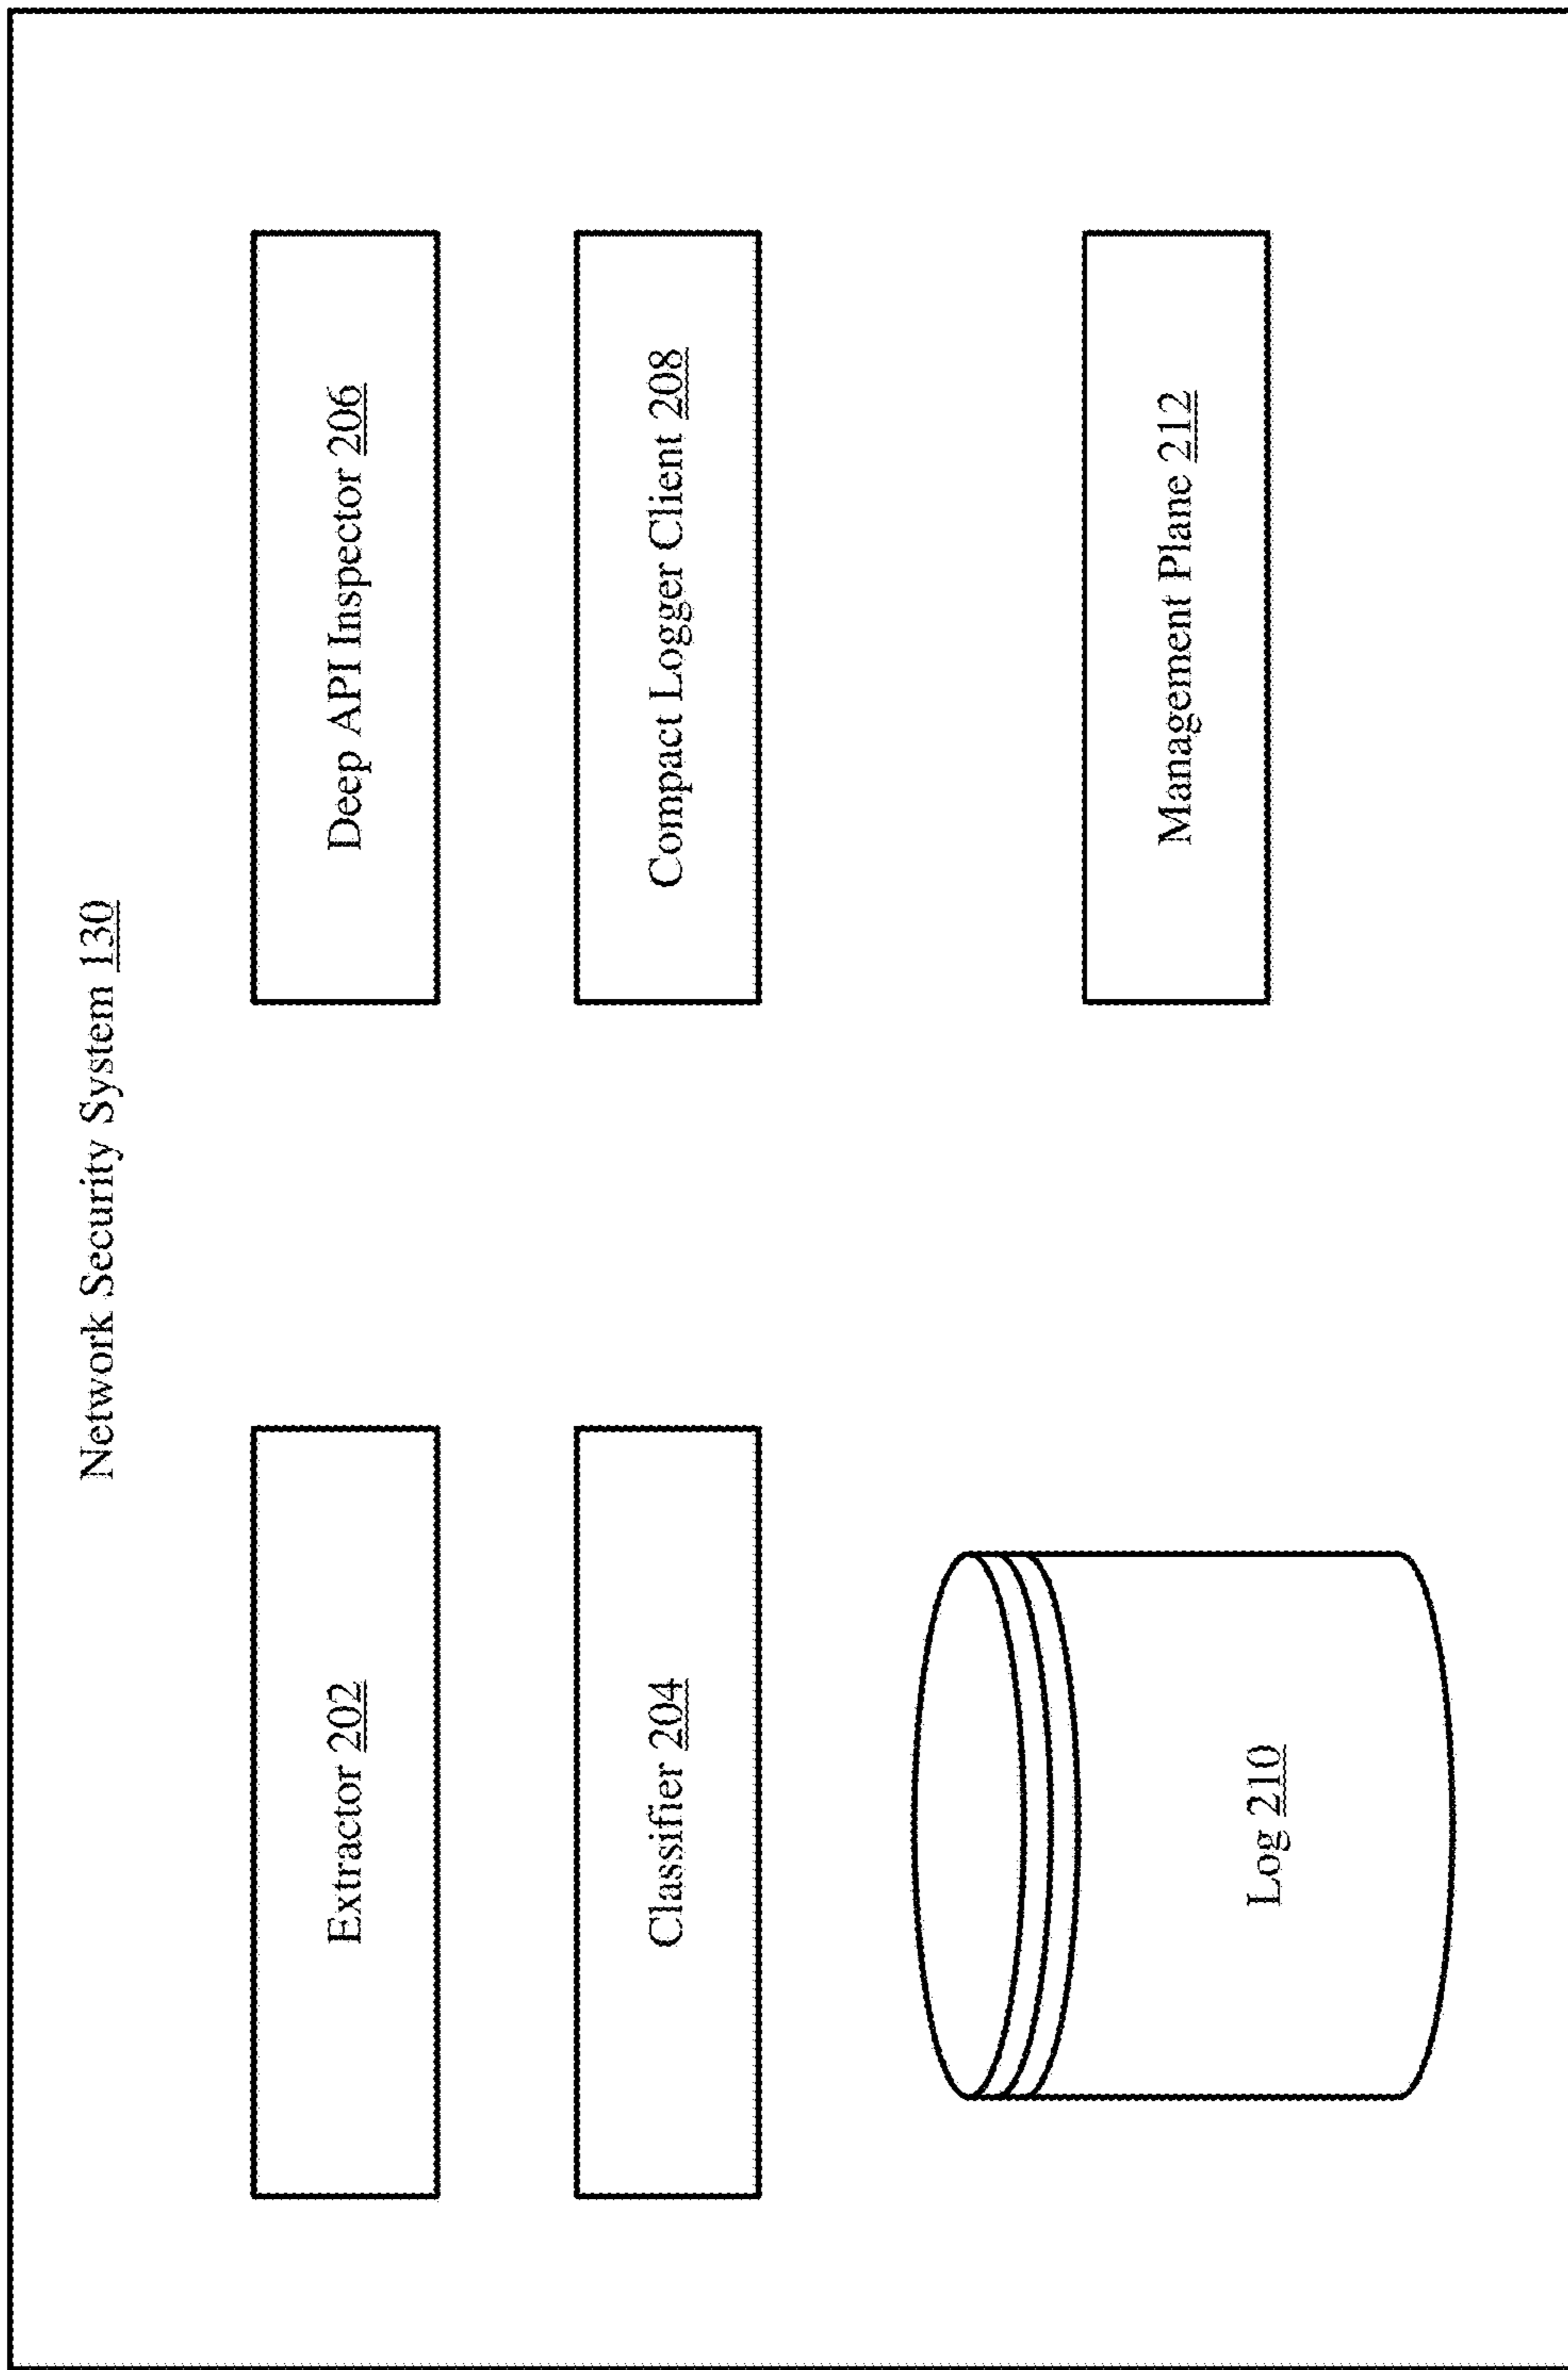 Network Security System 130
Extractor 202
Deep API Inspector 206
Classifier 204
Compact Logger Client 208
Log 210
Management Plane 212